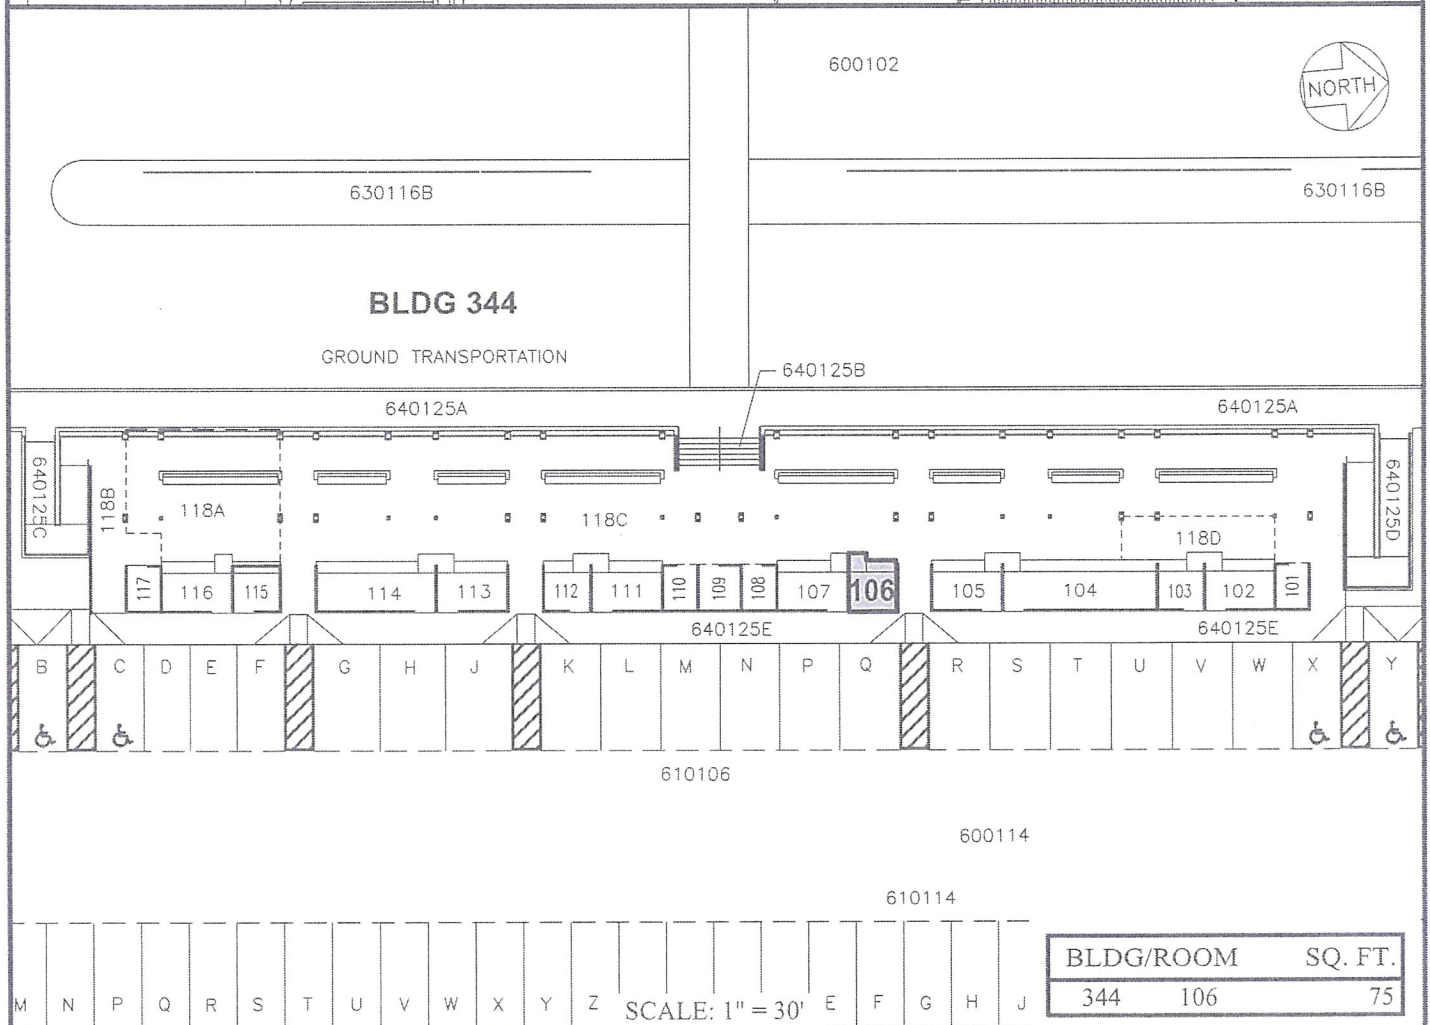 600102
NORTH
630116B 630116B
BLDG 344
GROUND TRANSPORTATION
640125B
640125A 640125A
640125C 118B 118A 118C 118D 640125D
117 116 115 114 113 112 111 110 109 108 107 106 105 104 103 102 101
640125E 640125E
B C D E F G H J K L M N P Q R S T U V W X Y
610106
600114
610114
BLDG/ROOM SQ. FT.
344 106 75
M N P Q R S T U V W X Y Z SCALE: 1" = 30' E F G H J